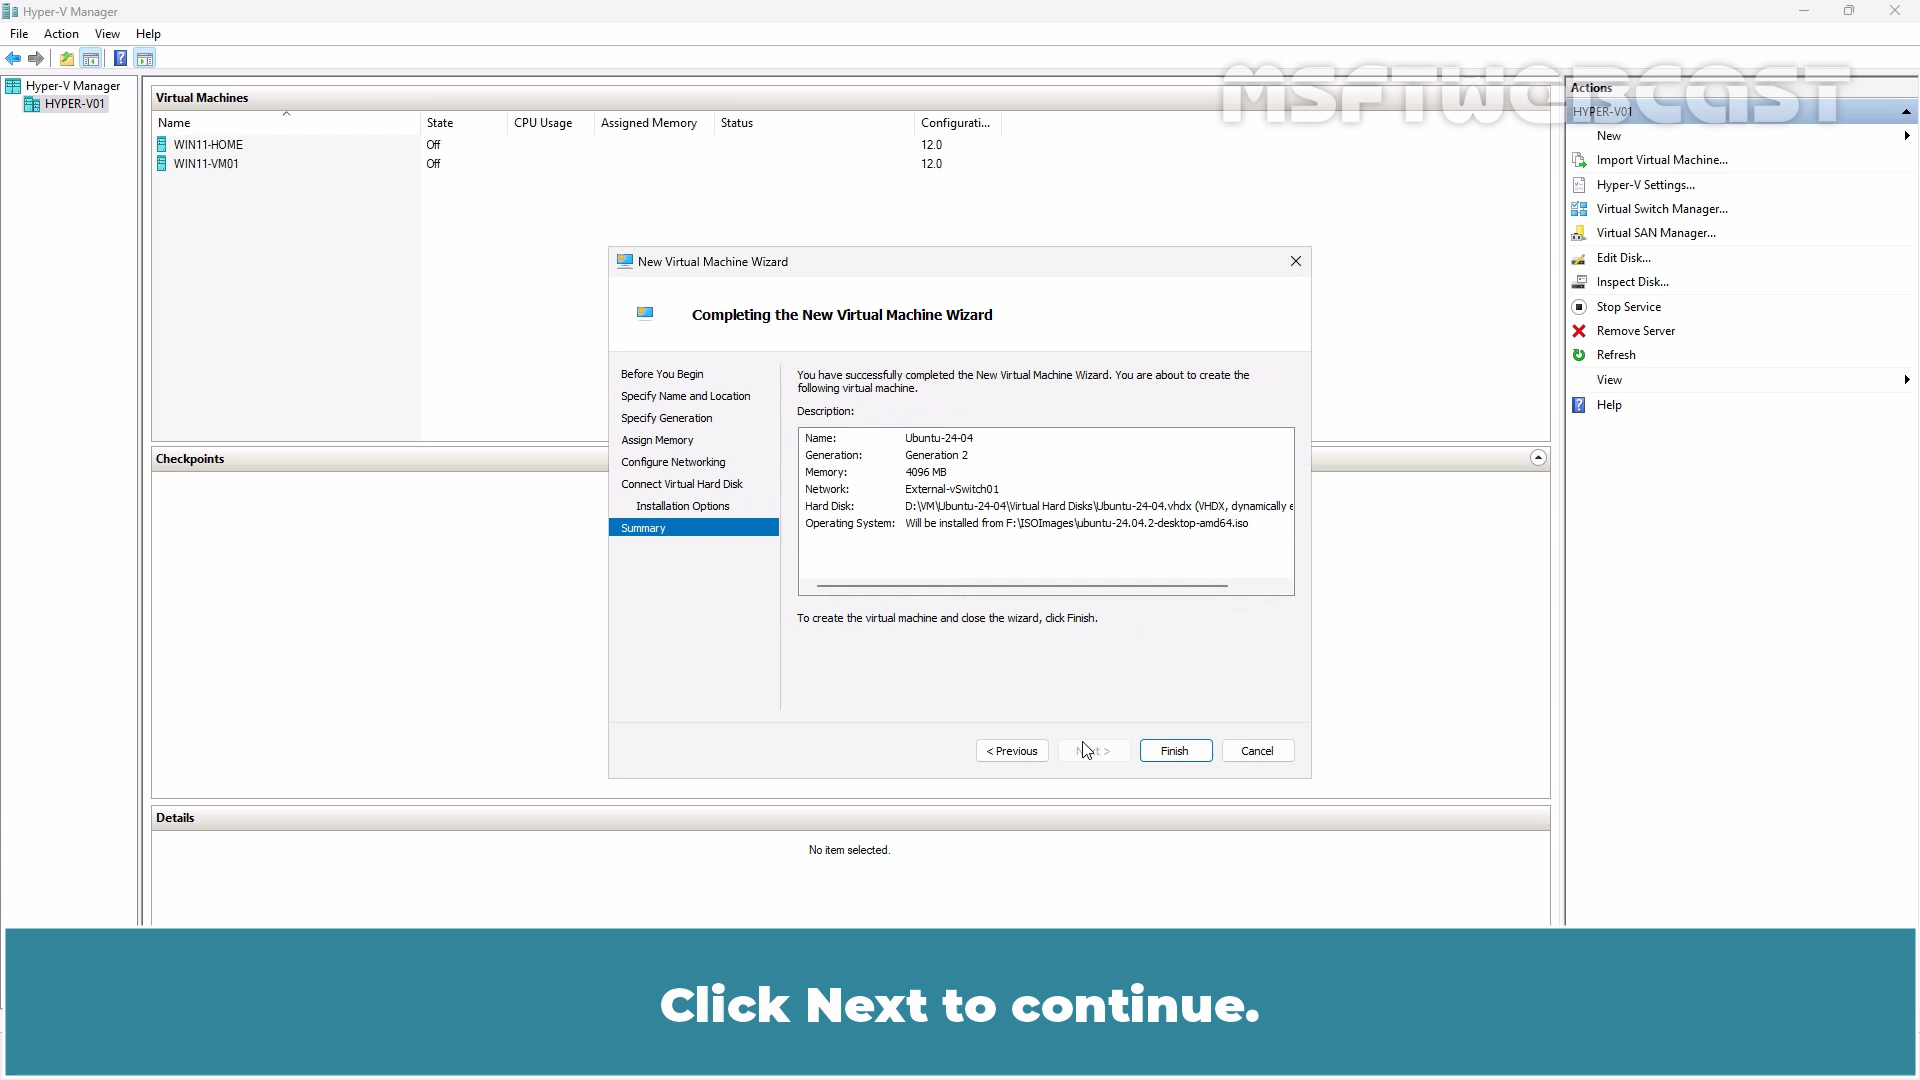 Hyper-V Manager
File Action View Help
Hyper-V Manager
HYPER-V01
Virtual Machines
Name State CPU Usage Assigned Memory Status Configurati...
WIN11-HOME Off 12.0
WIN11-VM01 Off 12.0
MSFTWEBCAST
Actions
HYPER-V01
New
Import Virtual Machine...
Hyper-V Settings...
Virtual Switch Manager...
Virtual SAN Manager...
Edit Disk...
Inspect Disk...
Stop Service
Remove Server
Refresh
View
Help
New Virtual Machine Wizard
Completing the New Virtual Machine Wizard
Before You Begin
Specify Name and Location
Specify Generation
Assign Memory
Configure Networking
Connect Virtual Hard Disk
Installation Options
Summary
You have successfully completed the New Virtual Machine Wizard. You are about to create the
following virtual machine.
Description:
Name: Ubuntu-24-04
Generation: Generation 2
Memory: 4096 MB
Network: External-vSwitch01
Hard Disk: D:\VM\Ubuntu-24-04\Virtual Hard Disks\Ubuntu-24-04.vhdx (VHDX, dynamically e
Operating System: Will be installed from F:\ISOImages\ubuntu-24.04.2-desktop-amd64.iso
To create the virtual machine and close the wizard, click Finish.
< Previous Next > Finish Cancel
Checkpoints
Details
No item selected.
Click Next to continue.